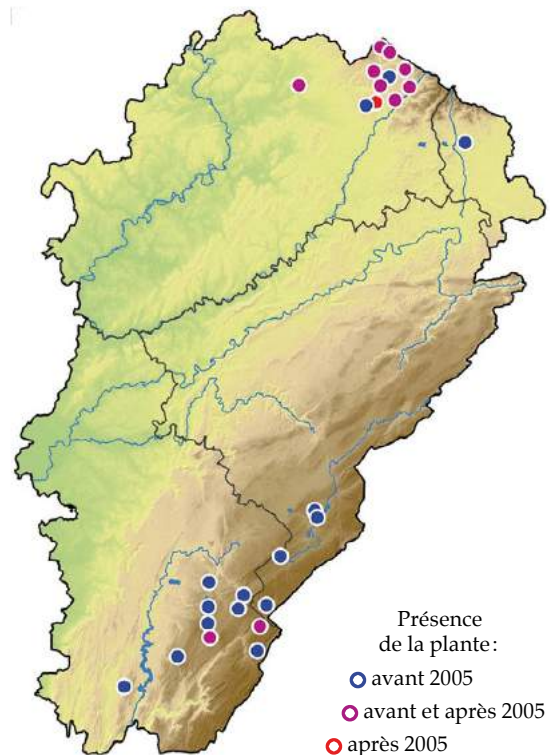 Présence
de la plante :
avant 2005
avant et après 2005
après 2005